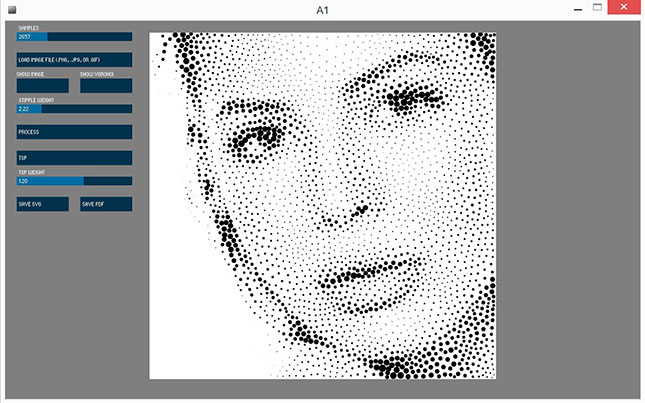 A1
SAMPLES
2657
LOAD IMAGE FILE (.PNG, .JPG, OR .GIF)
SHOW IMAGE
SHOW VORONOI
STIPPLE WEIGHT
2.22
PROCESS
TSP
TSP WEIGHT
1.20
SAVE SVG
SAVE PDF